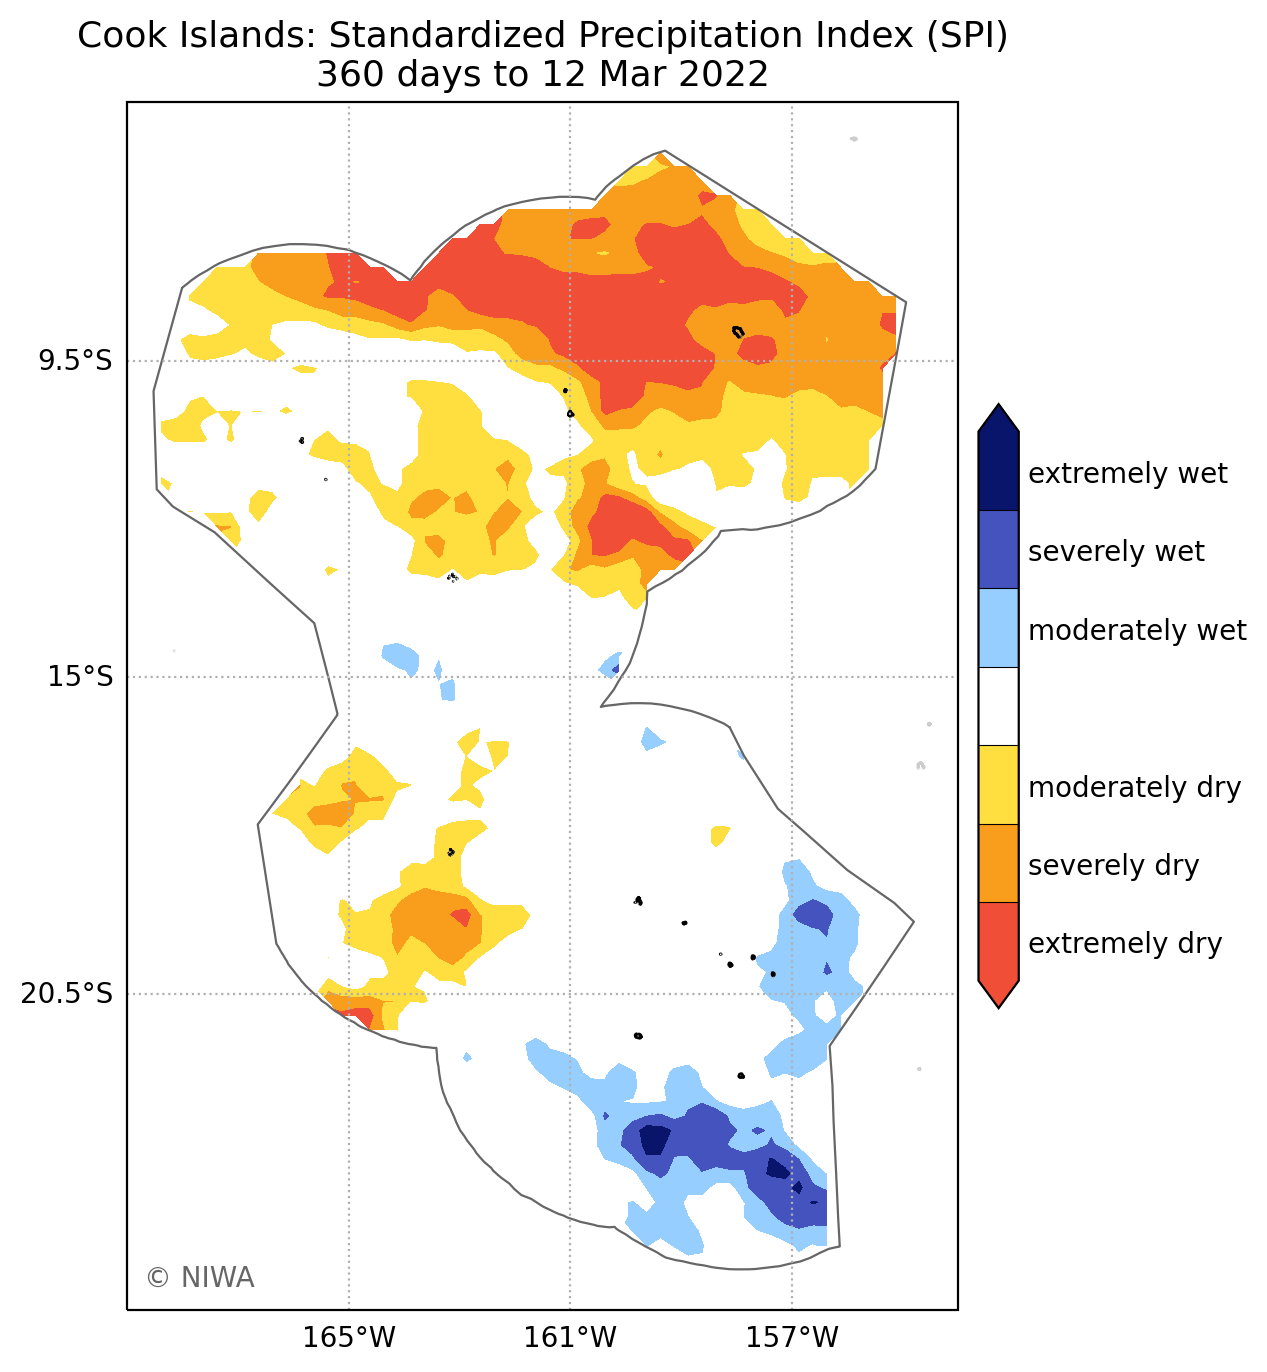 Cook Islands: Standardized Precipitation Index (SPI)
360 days to 12 Mar 2022
9.5°S
15°S
20.5°S
165°W
161°W
157°W
extremely wet
severely wet
moderately wet
moderately dry
severely dry
extremely dry
© NIWA